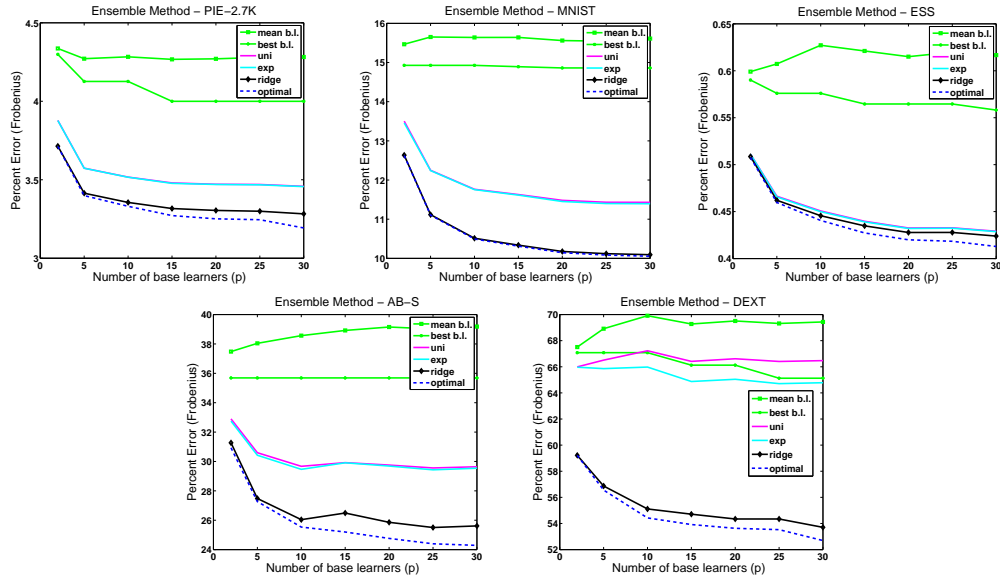 Ensemble Method – PIE–2.7K
Percent Error (Frobenius)
4.5
4
3.5
3
0 5 10 15 20 25 30
Number of base learners (p)
mean b.l.
best b.l.
uni
exp
ridge
optimal
Ensemble Method – MNIST
Percent Error (Frobenius)
16
15
14
13
12
11
10
0 5 10 15 20 25 30
Number of base learners (p)
mean b.l.
best b.l.
uni
exp
ridge
optimal
Ensemble Method – ESS
Percent Error (Frobenius)
0.65
0.6
0.55
0.5
0.45
0.4
0 5 10 15 20 25 30
Number of base learners (p)
mean b.l.
best b.l.
uni
exp
ridge
optimal
Ensemble Method – AB–S
Percent Error (Frobenius)
40
38
36
34
32
30
28
26
24
0 5 10 15 20 25 30
Number of base learners (p)
mean b.l.
best b.l.
uni
exp
ridge
optimal
Ensemble Method – DEXT
Percent Error (Frobenius)
70
68
66
64
62
60
58
56
54
52
0 5 10 15 20 25 30
Number of base learners (p)
mean b.l.
best b.l.
uni
exp
ridge
optimal